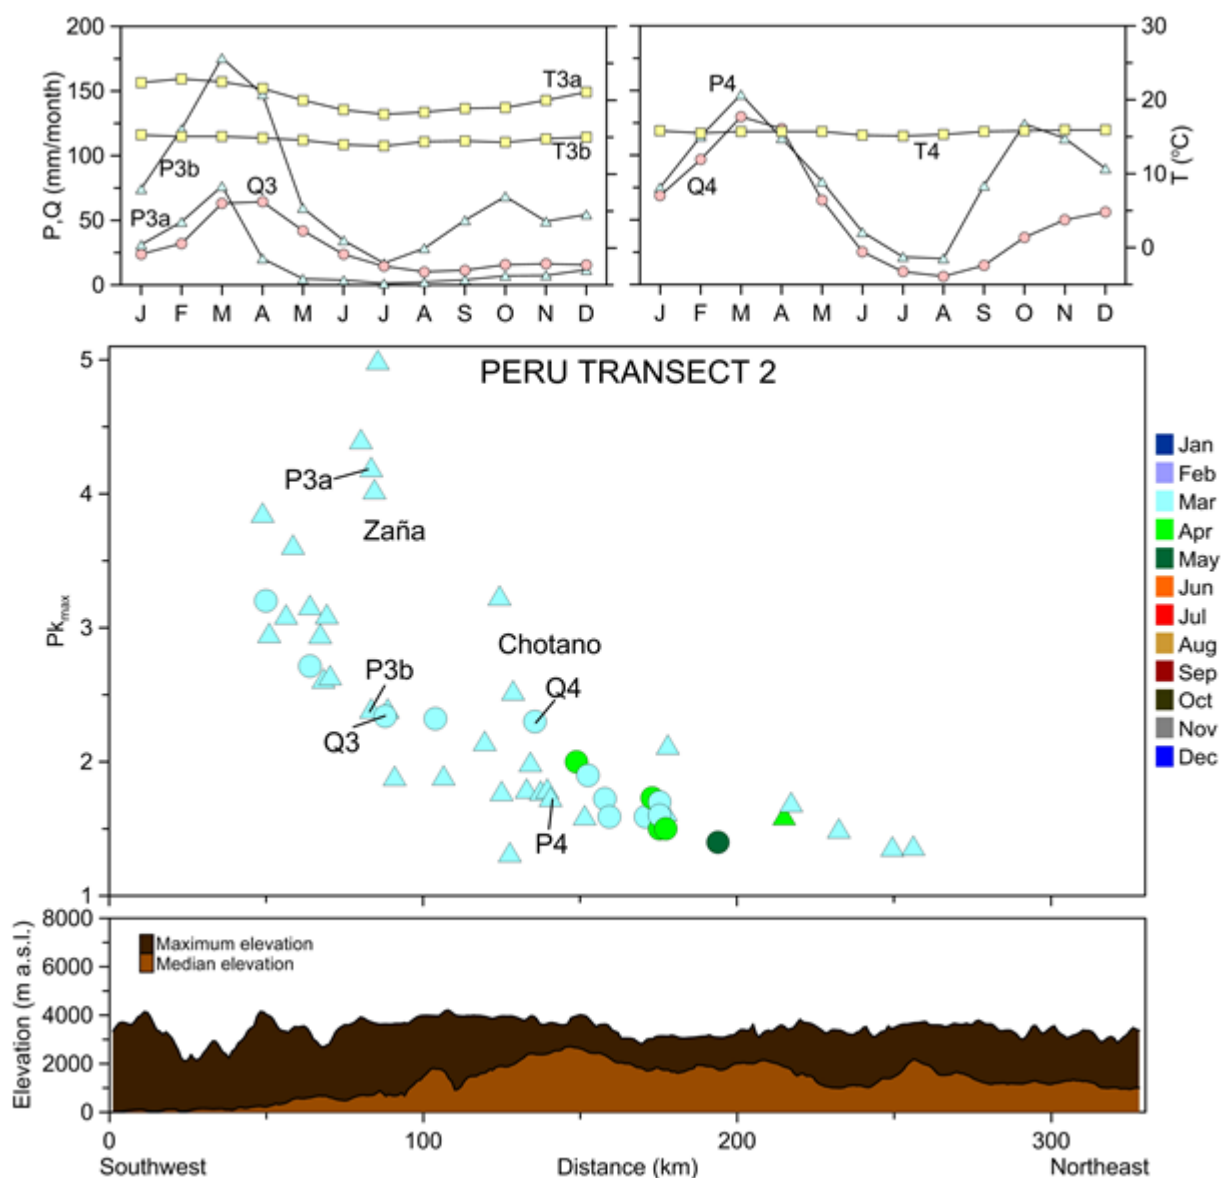 200
150
100
50
0
P,Q (mm/month)
T3a
T3b
P3b
P3a
Q3
J F M A M J J A S O N D
30
20
10
0
T (ºC)
P4
Q4
T4
J F M A M J J A S O N D
PERU TRANSECT 2
5
4
3
2
1
Pkmax
P3a
Zaña
P3b
Q3
Chotano
Q4
P4
Jan
Feb
Mar
Apr
May
Jun
Jul
Aug
Sep
Oct
Nov
Dec
8000
6000
4000
2000
0
Elevation (m a.s.l.)
Maximum elevation
Median elevation
0 100 200 300
Southwest Distance (km) Northeast